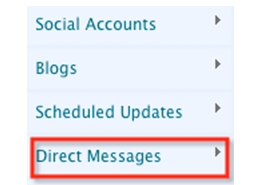 Social Accounts
Blogs
Scheduled Updates
Direct Messages